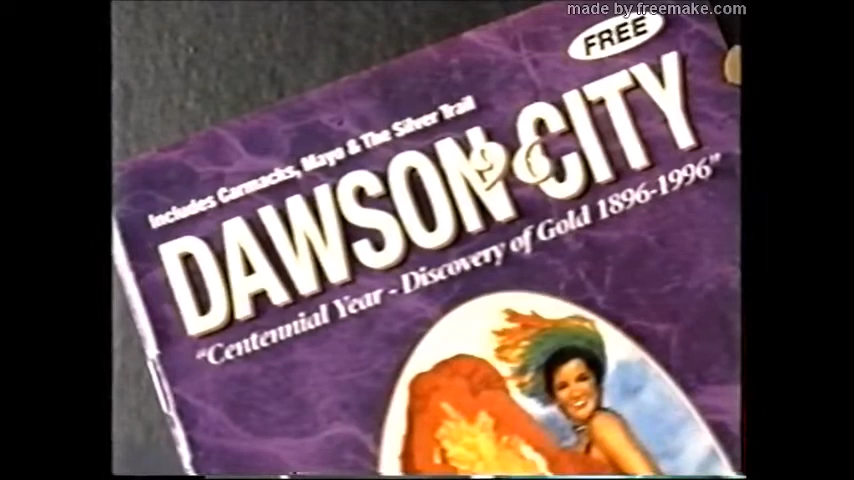 made by freemake.com
FREE
Includes Carmacks, Mayo & The Silver Trail
DAWSON CITY
96
"Centennial Year - Discovery of Gold 1896-1996"